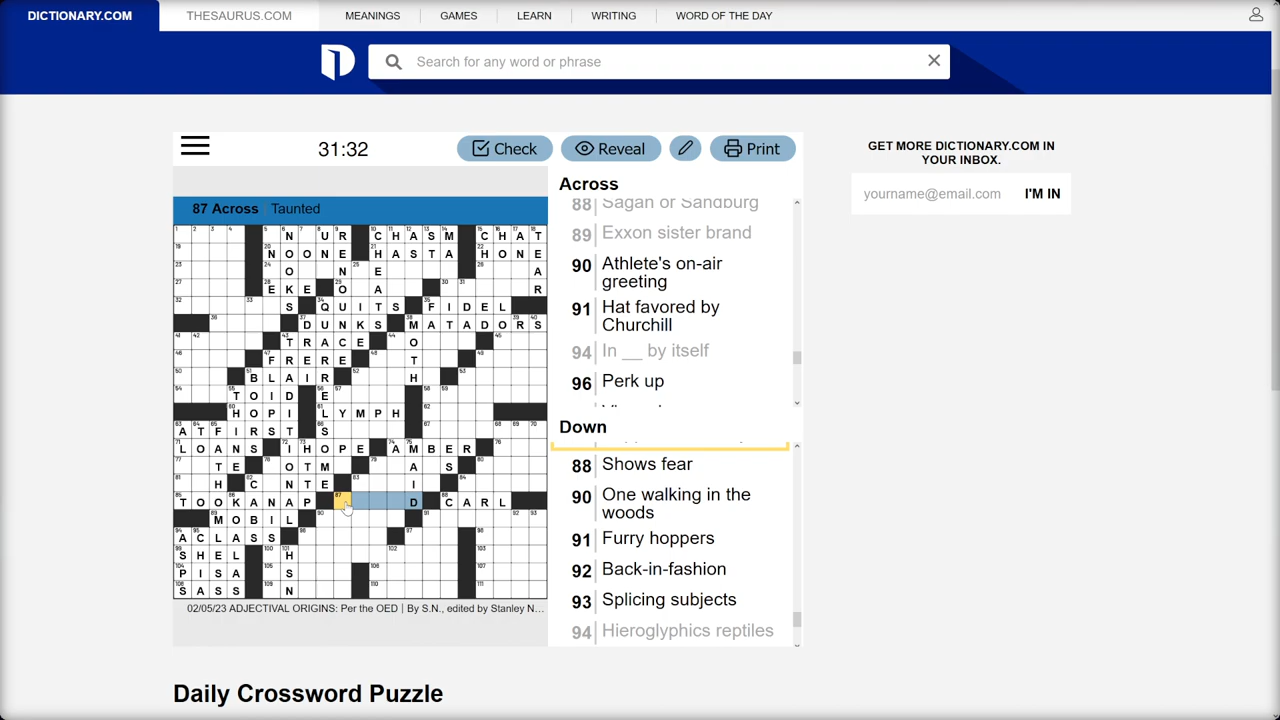 DICTIONARY.COM
THESAURUS.COM
MEANINGS
GAMES
LEARN
WRITING
WORD OF THE DAY
Search for any word or phrase
31:32
Check
Reveal
Print
87 Across Taunted
Across
88 Sagan or Sandburg
89 Exxon sister brand
90 Athlete's on-air
greeting
91 Hat favored by
Churchill
94 In __ by itself
96 Perk up
Down
88 Shows fear
90 One walking in the
woods
91 Furry hoppers
92 Back-in-fashion
93 Splicing subjects
94 Hieroglyphics reptiles
N U R C H A S M C H A T
N O O N E H A S T A H O N E
O N E A
E K E O A R
S Q U I T S F I D E L
D U N K S M A T A D O R S
T R A C E O
F R E R E T
B L A I R H
T O I D E
H O P I L Y M P H
A T F I R S T S
L O A N S H O P E A M B E R
T E O T M A S
H C N T E I
T O O K A N A P D C A R L
M O B I L
A C L A S S
S H E L H
P I S A S
S A S S N
02/05/23 ADJECTIVAL ORIGINS: Per the OED | By S.N., edited by Stanley N...
GET MORE DICTIONARY.COM IN
YOUR INBOX.
yourname@email.com
I'M IN
Daily Crossword Puzzle